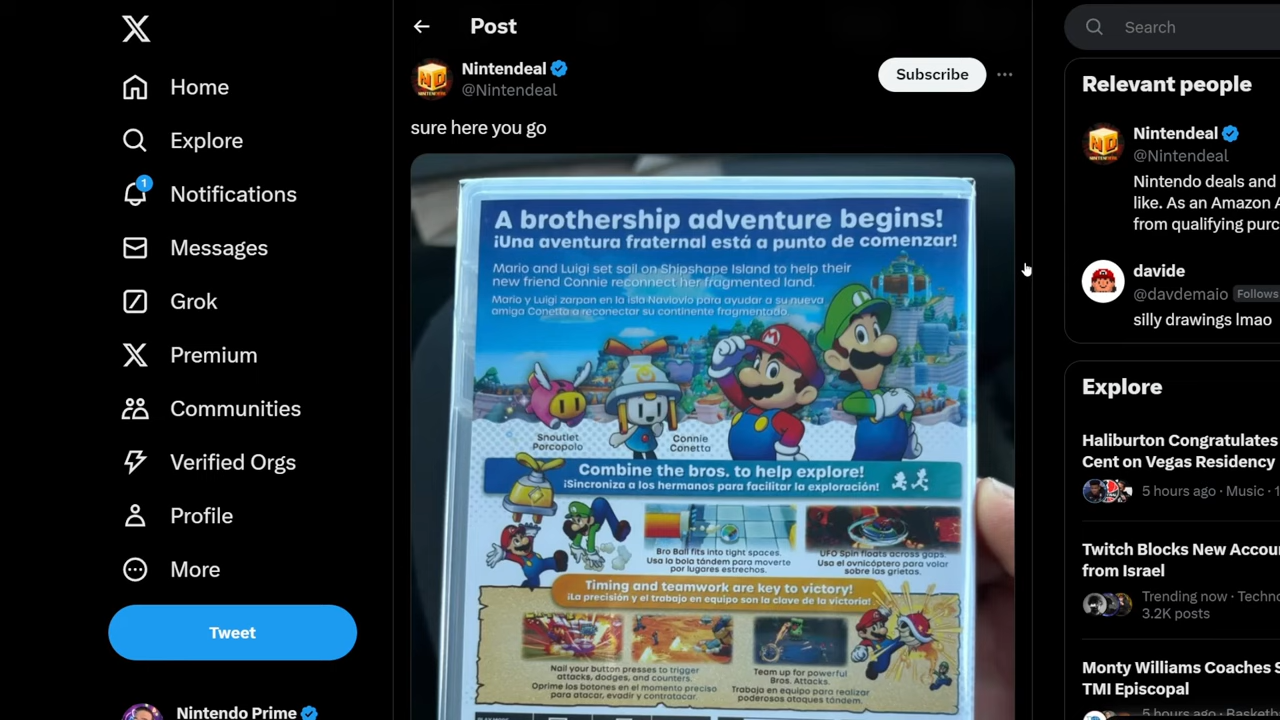 Post
Search
Nintendeal
@Nintendeal
Subscribe
sure here you go
Home
Explore
1
Notifications
Messages
Grok
Premium
Communities
Verified Orgs
Profile
More
Tweet
Nintendo Prime
A brothership adventure begins!
¡Una aventura fraternal está a punto de comenzar!
Mario and Luigi set sail on Shipshape Island to help their
new friend Connie reconnect her fragmented land.
Mario y Luigi zarpan en la isla Naviovío para ayudar a su nueva
amiga Conetta a reconectar su continente fragmentado.
Snoutlet
Porcopolo
Connie
Conetta
Combine the bros. to help explore!
¡Sincroniza a los hermanos para facilitar la exploración!
Bro Ball fits into tight spaces.
Usa la bola tándem para moverte
por lugares estrechos.
UFO Spin floats across gaps.
Usa el ovnicóptero para volar
sobre las grietas.
Timing and teamwork are key to victory!
¡La precisión y el trabajo en equipo son la clave de la victoria!
Nail your button presses to trigger
attacks, dodges, and counters.
Oprime los botones en el momento preciso
para atacar, evadir y contratacar.
Team up for powerful
Bros. Attacks.
Trabaja en equipo para realizar
poderosos ataques tándem.
Relevant people
Nintendeal
@Nintendeal
Nintendo deals and
like. As an Amazon A
from qualifying purc
davide
@davdemaio Follows
silly drawings lmao
Explore
Haliburton Congratulates
Cent on Vegas Residency
5 hours ago · Music · 1
Twitch Blocks New Accou
from Israel
Trending now · Techno
3.2K posts
Monty Williams Coaches S
TMI Episcopal
5 hours ago · Basketb